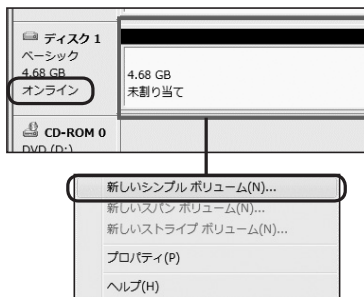 ディスク 1
ベーシック
4.68 GB
オンライン
4.68 GB
未割り当て
CD-ROM 0
DVD (D:)
新しいシンプル ボリューム(N)...
新しいスパン ボリューム(N)...
新しいストライプ ボリューム(N)...
プロパティ(P)
ヘルプ(H)